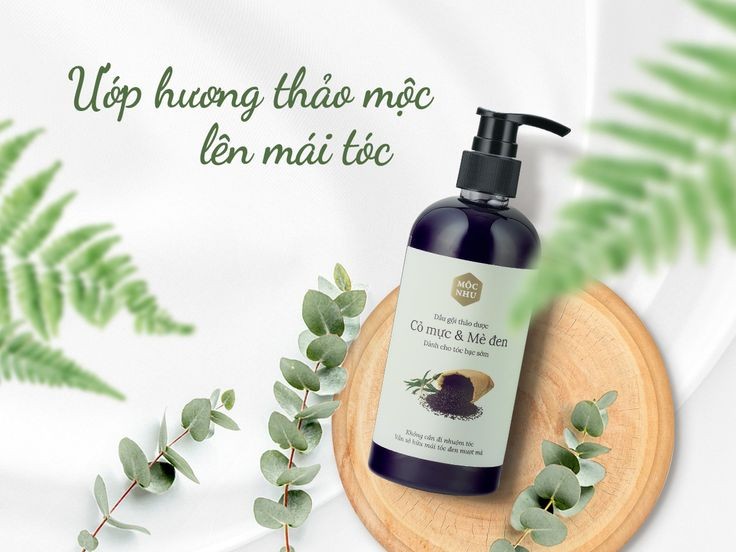 Ướp hương thảo mộc
lên mái tóc
MỘC
NHU
Dầu gội thảo dược
Cỏ mực & Mè đen
Dành cho tóc bạc sớm
Không cần đi nhuộm tóc
Vẫn sở hữu mái tóc đen mượt mà